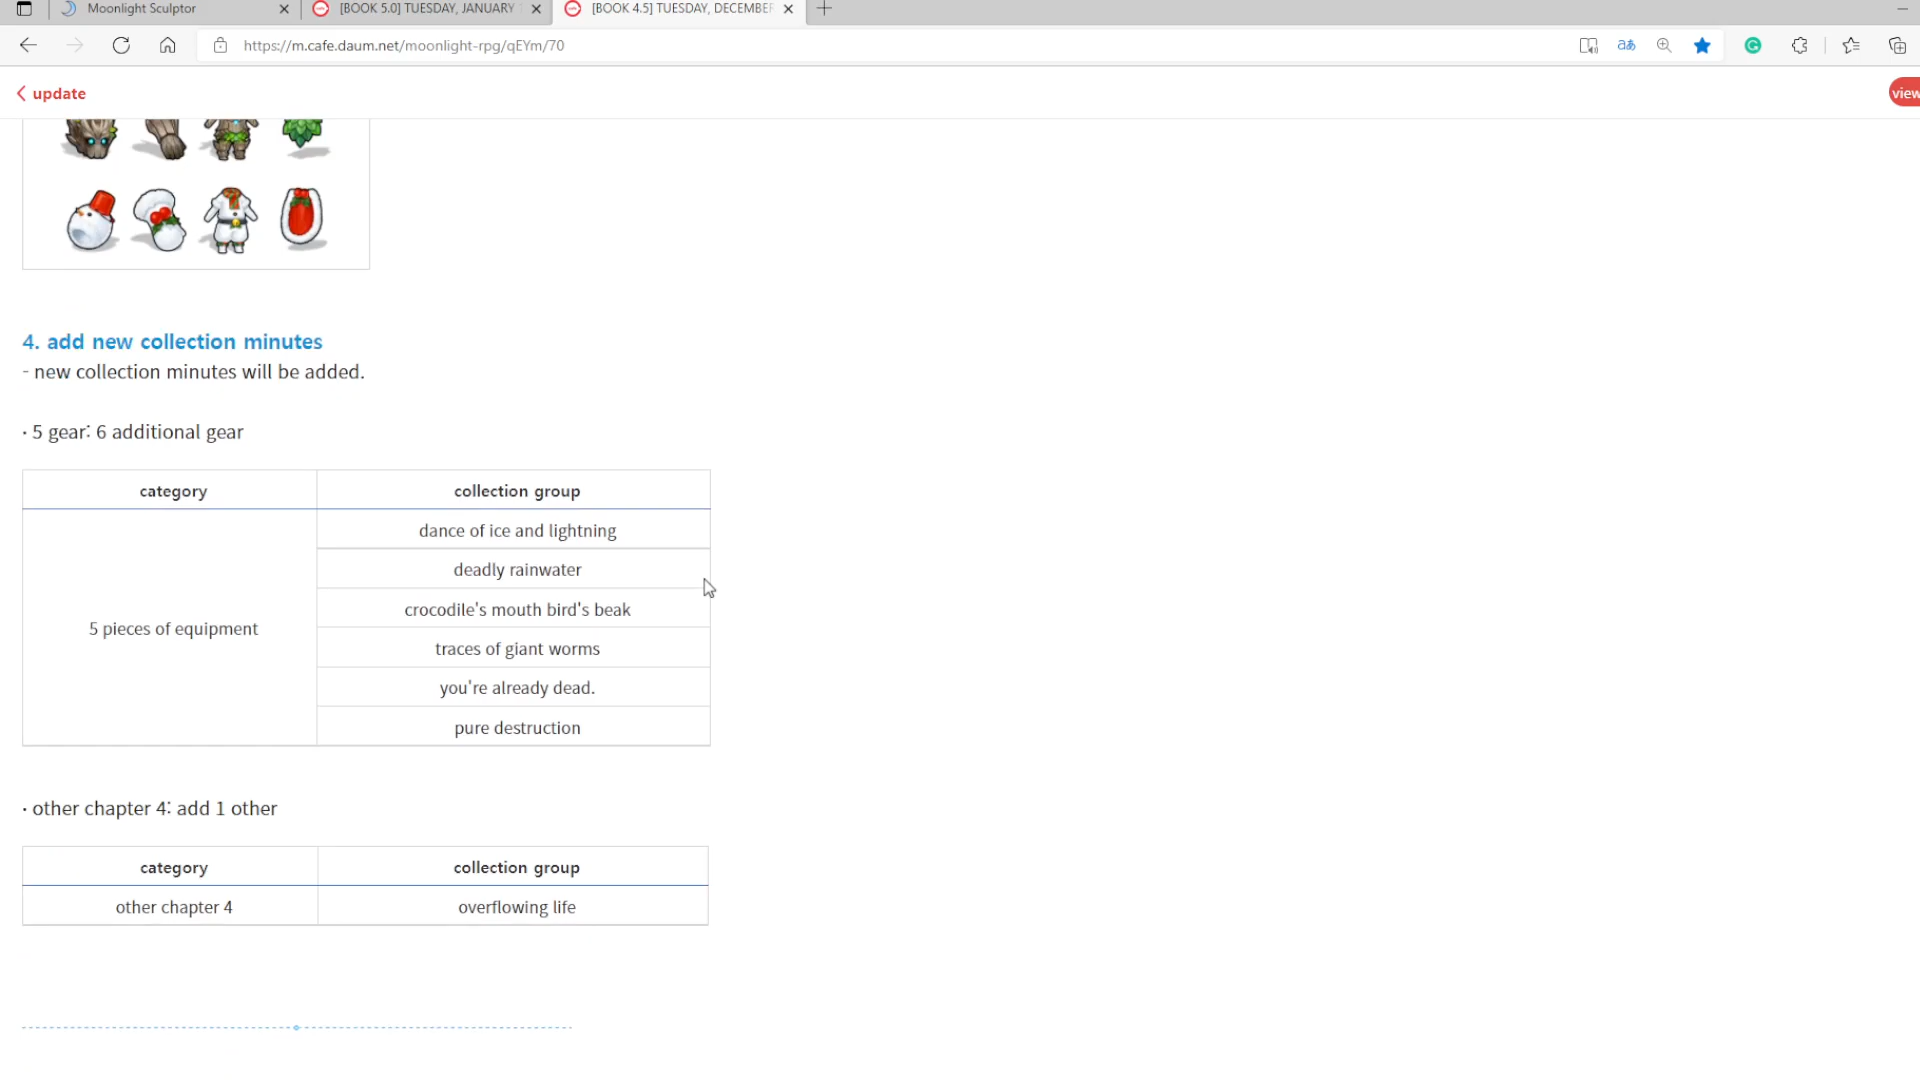 Moonlight Sculptor
[BOOK 5.0] TUESDAY, JANUARY
[BOOK 4.5] TUESDAY, DECEMBER
https://m.cafe.daum.net/moonlight-rpg/qEYm/70
aあ
update
view
4. add new collection minutes
- new collection minutes will be added.
· 5 gear: 6 additional gear
category collection group
dance of ice and lightning
deadly rainwater
crocodile's mouth bird's beak
5 pieces of equipment
traces of giant worms
you're already dead.
pure destruction
· other chapter 4: add 1 other
category collection group
other chapter 4 overflowing life